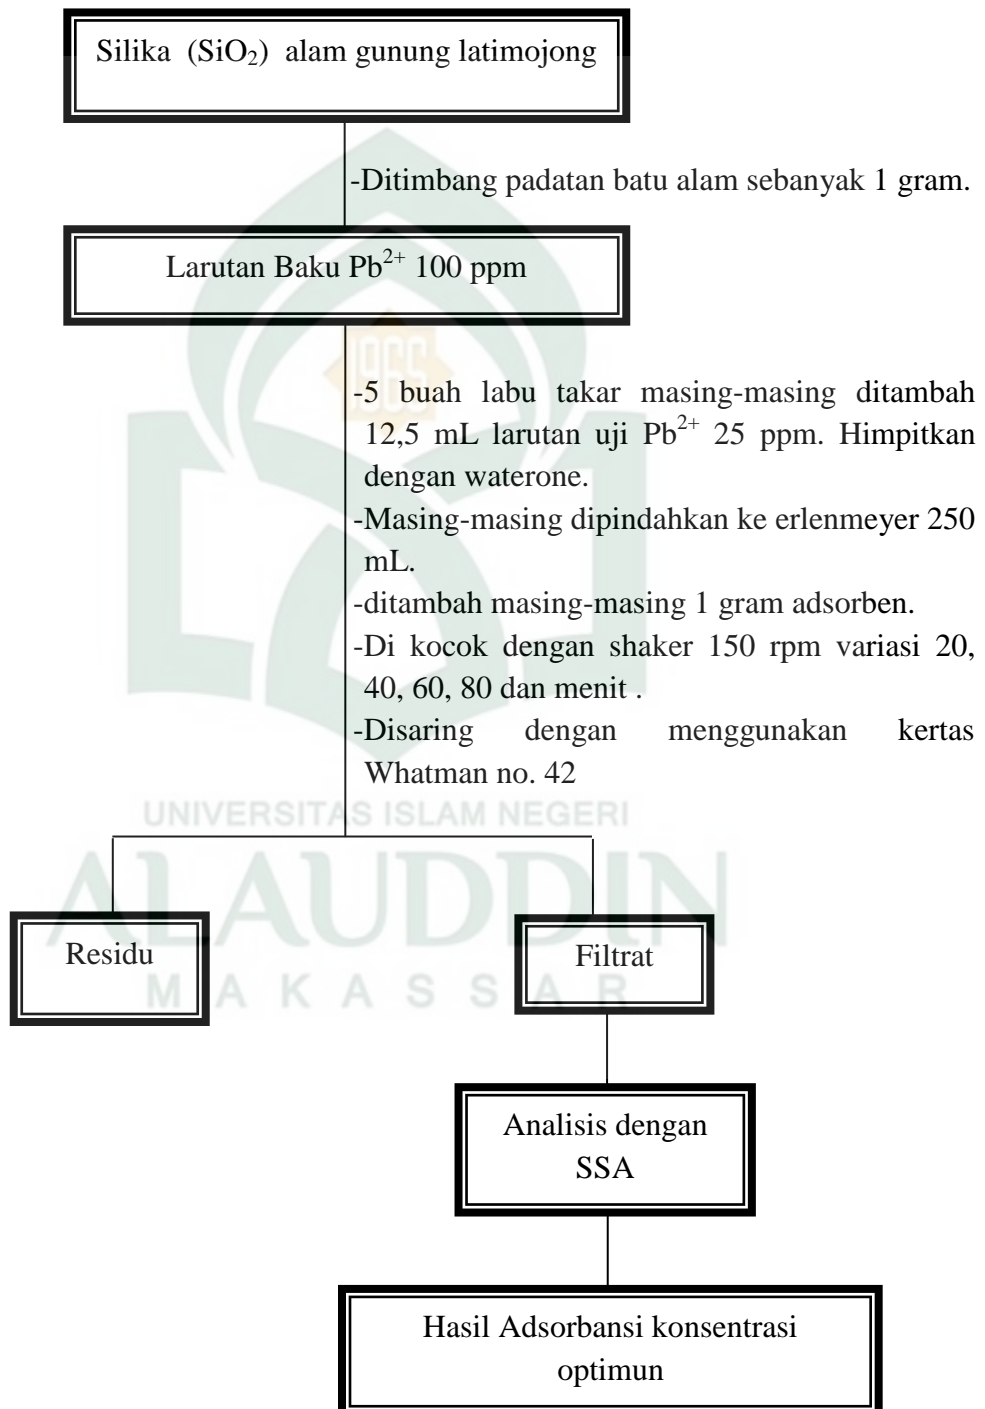 Silika (SiO₂) alam gunung latimojong
-Ditimbang padatan batu alam sebanyak 1 gram.
Larutan Baku Pb²⁺ 100 ppm
1965
-5 buah labu takar masing-masing ditambah
12,5 mL larutan uji Pb²⁺ 25 ppm. Himpitkan
dengan waterone.
-Masing-masing dipindahkan ke erlenmeyer 250
mL.
-ditambah masing-masing 1 gram adsorben.
-Di kocok dengan shaker 150 rpm variasi 20,
40, 60, 80 dan menit .
-Disaring dengan menggunakan kertas
Whatman no. 42
UNIVERSITAS ISLAM NEGERI
ALAUDDIN
MAKASSAR
Residu
Filtrat
Analisis dengan
SSA
Hasil Adsorbansi konsentrasi
optimun